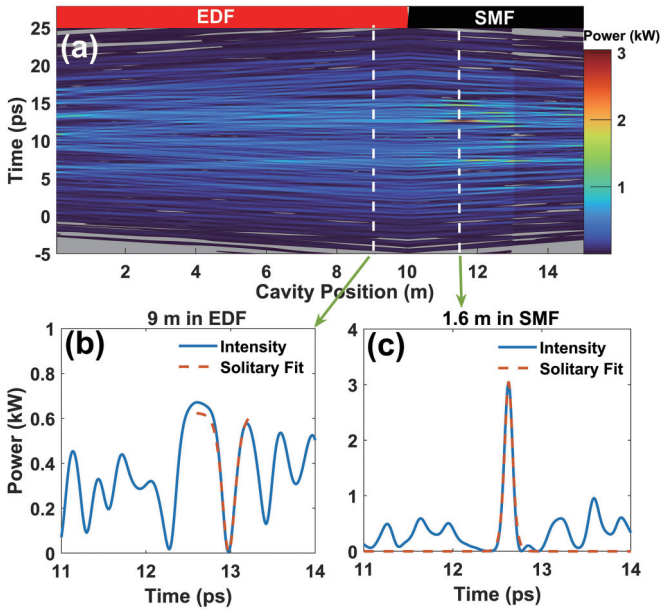 EDF SMF
(a)
Power (kW)
25
20
15
10
5
0
-5
Time (ps)
3
2
1
2 4 6 8 10 12 14
Cavity Position (m)
9 m in EDF
(b)
Intensity
Solitary Fit
1
0.8
0.6
0.4
0.2
0
Power (kW)
11 12 13 14
Time (ps)
1.6 m in SMF
(c)
Intensity
Solitary Fit
4
3
2
1
0
11 12 13 14
Time (ps)